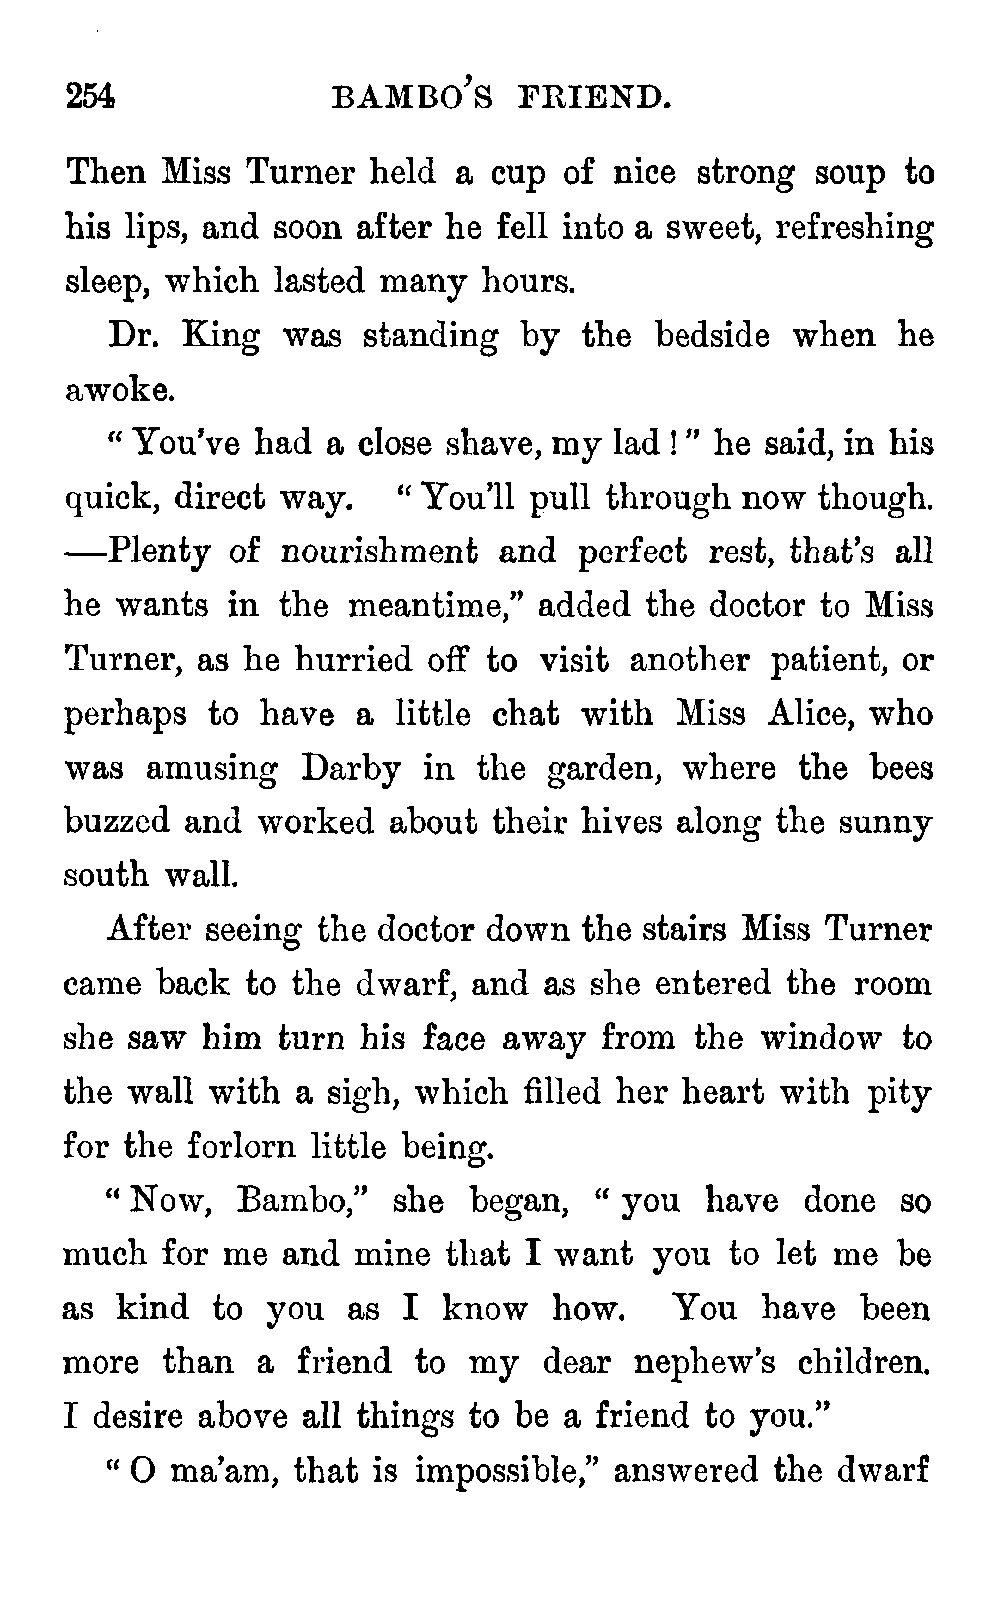 254 BAMBO'S FRIEND.
Then Miss Turner held a cup of nice strong soup to
his lips, and soon after he fell into a sweet, refreshing
sleep, which lasted many hours.
Dr. King was standing by the bedside when he
awoke.
"You've had a close shave, my lad!" he said, in his
quick, direct way. "You'll pull through now though.
—Plenty of nourishment and perfect rest, that's all
he wants in the meantime," added the doctor to Miss
Turner, as he hurried off to visit another patient, or
perhaps to have a little chat with Miss Alice, who
was amusing Darby in the garden, where the bees
buzzed and worked about their hives along the sunny
south wall.
After seeing the doctor down the stairs Miss Turner
came back to the dwarf, and as she entered the room
she saw him turn his face away from the window to
the wall with a sigh, which filled her heart with pity
for the forlorn little being.
"Now, Bambo," she began, "you have done so
much for me and mine that I want you to let me be
as kind to you as I know how. You have been
more than a friend to my dear nephew's children.
I desire above all things to be a friend to you."
"O ma'am, that is impossible," answered the dwarf